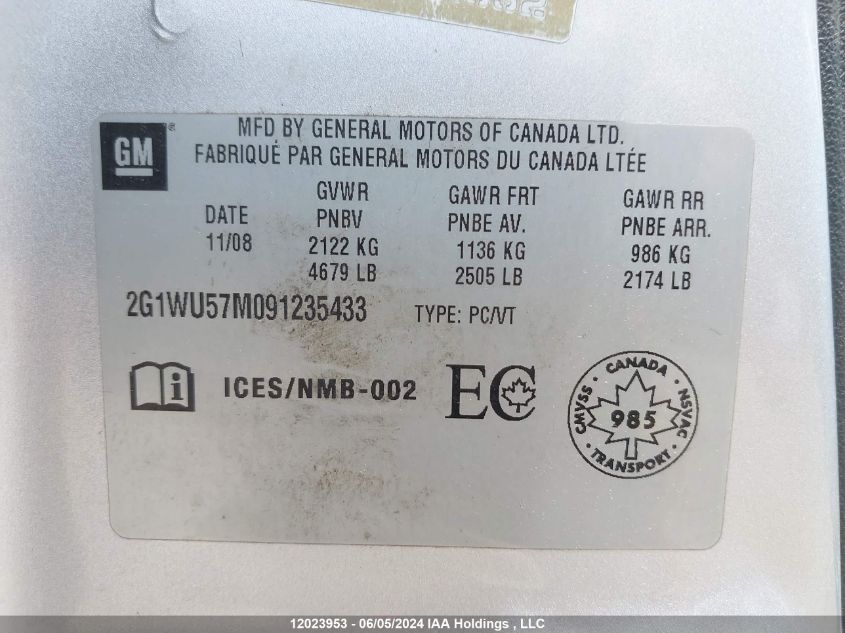 MFD BY GENERAL MOTORS OF CANADA LTD.
FABRIQUÉ PAR GENERAL MOTORS DU CANADA LTÉE
GM®
DATE
11/08
GVWR
PNBV
2122 KG
4679 LB
GAWR FRT
PNBE AV.
1136 KG
2505 LB
GAWR RR
PNBE ARR.
986 KG
2174 LB
2G1WU57M091235433 TYPE: PC/VT
i ICES/NMB-002 EC
CANADA
CMVSS 985 NSVAC
TRANSPORT
12023953 - 06/05/2024 IAA Holdings , LLC